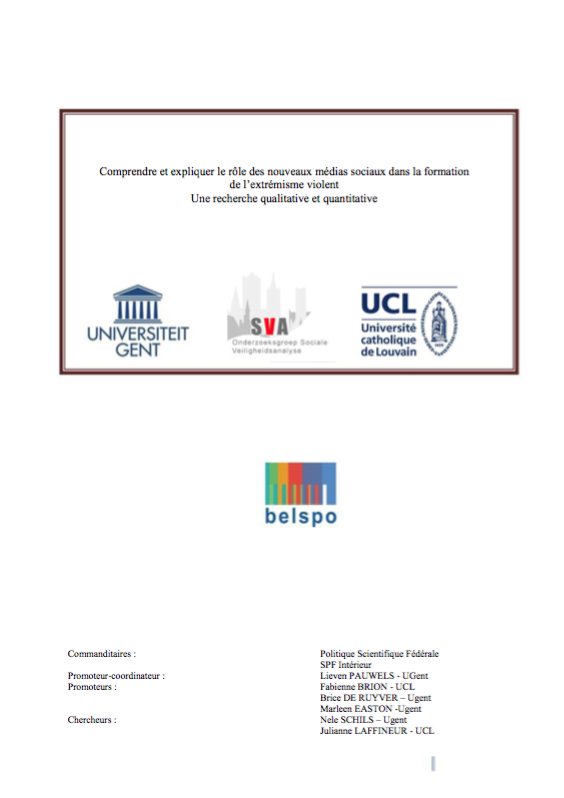 Comprendre et expliquer le rôle des nouveaux médias sociaux dans la formation
de l'extrémisme violent
Une recherche qualitative et quantitative
UNIVERSITEIT
GENT
SVA
Onderzoeksgroep Sociale
Veiligheidsanalyse
UCL
Université
catholique
de Louvain
belspo
Commanditaires : Politique Scientifique Fédérale
SPF Intérieur
Promoteur-coordinateur : Lieven PAUWELS - UGent
Promoteurs : Fabienne BRION - UCL
Brice DE RUYVER – Ugent
Marleen EASTON -Ugent
Chercheurs : Nele SCHILS – Ugent
Julianne LAFFINEUR - UCL